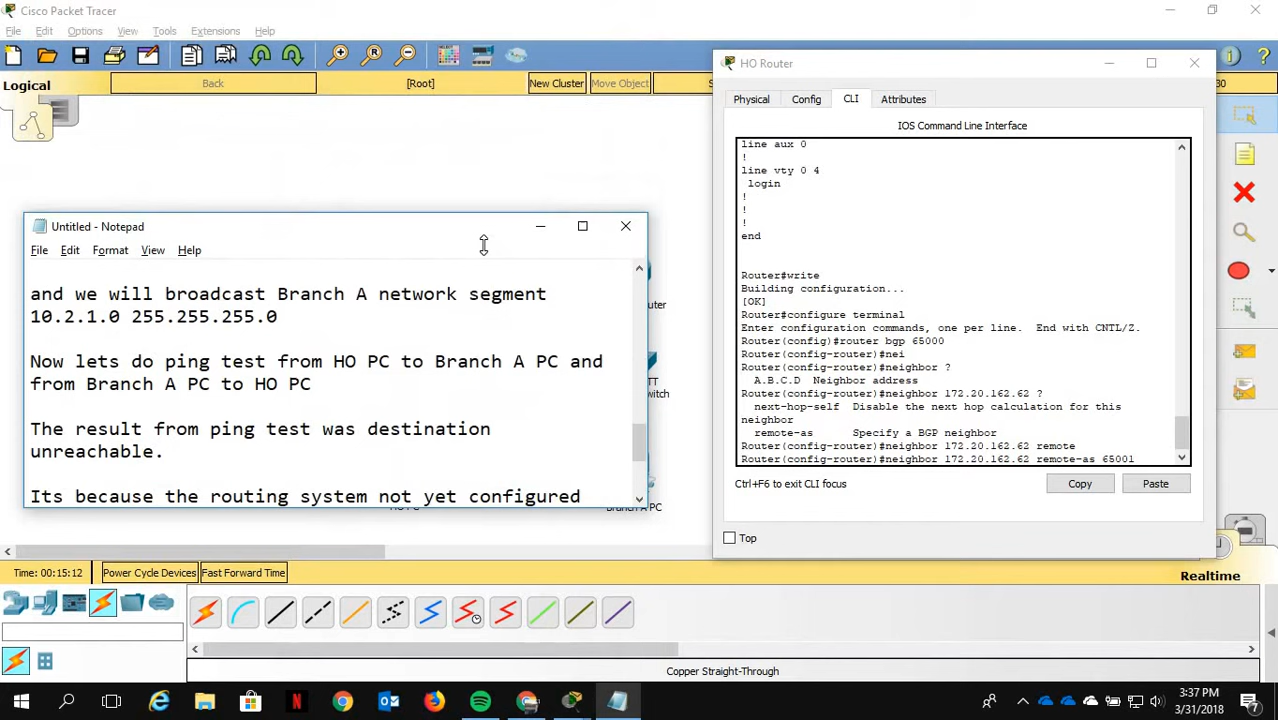 Cisco Packet Tracer
File Edit Options View Tools Extensions Help
Logical
Back
[Root]
New Cluster
Move Object
S
30
HO Router
Physical Config CLI Attributes
IOS Command Line Interface
line aux 0
!
line vty 0 4
login
!
!
!
end
Router#write
Building configuration...
[OK]
Router#configure terminal
Enter configuration commands, one per line. End with CNTL/Z.
Router(config)#router bgp 65000
Router(config-router)#nei
Router(config-router)#neighbor ?
A.B.C.D Neighbor address
Router(config-router)#neighbor 172.20.162.62 ?
next-hop-self Disable the next hop calculation for this
neighbor
remote-as Specify a BGP neighbor
Router(config-router)#neighbor 172.20.162.62 remote
Router(config-router)#neighbor 172.20.162.62 remote-as 65001
Ctrl+F6 to exit CLI focus
Copy
Paste
Top
Untitled - Notepad
File Edit Format View Help
and we will broadcast Branch A network segment
10.2.1.0 255.255.255.0
Now lets do ping test from HO PC to Branch A PC and
from Branch A PC to HO PC
The result from ping test was destination
unreachable.
Its because the routing system not yet configured
uter
TT
witch
Branch A PC
Time: 00:15:12
Power Cycle Devices
Fast Forward Time
Realtime
Copper Straight-Through
3:37 PM
3/31/2018
7